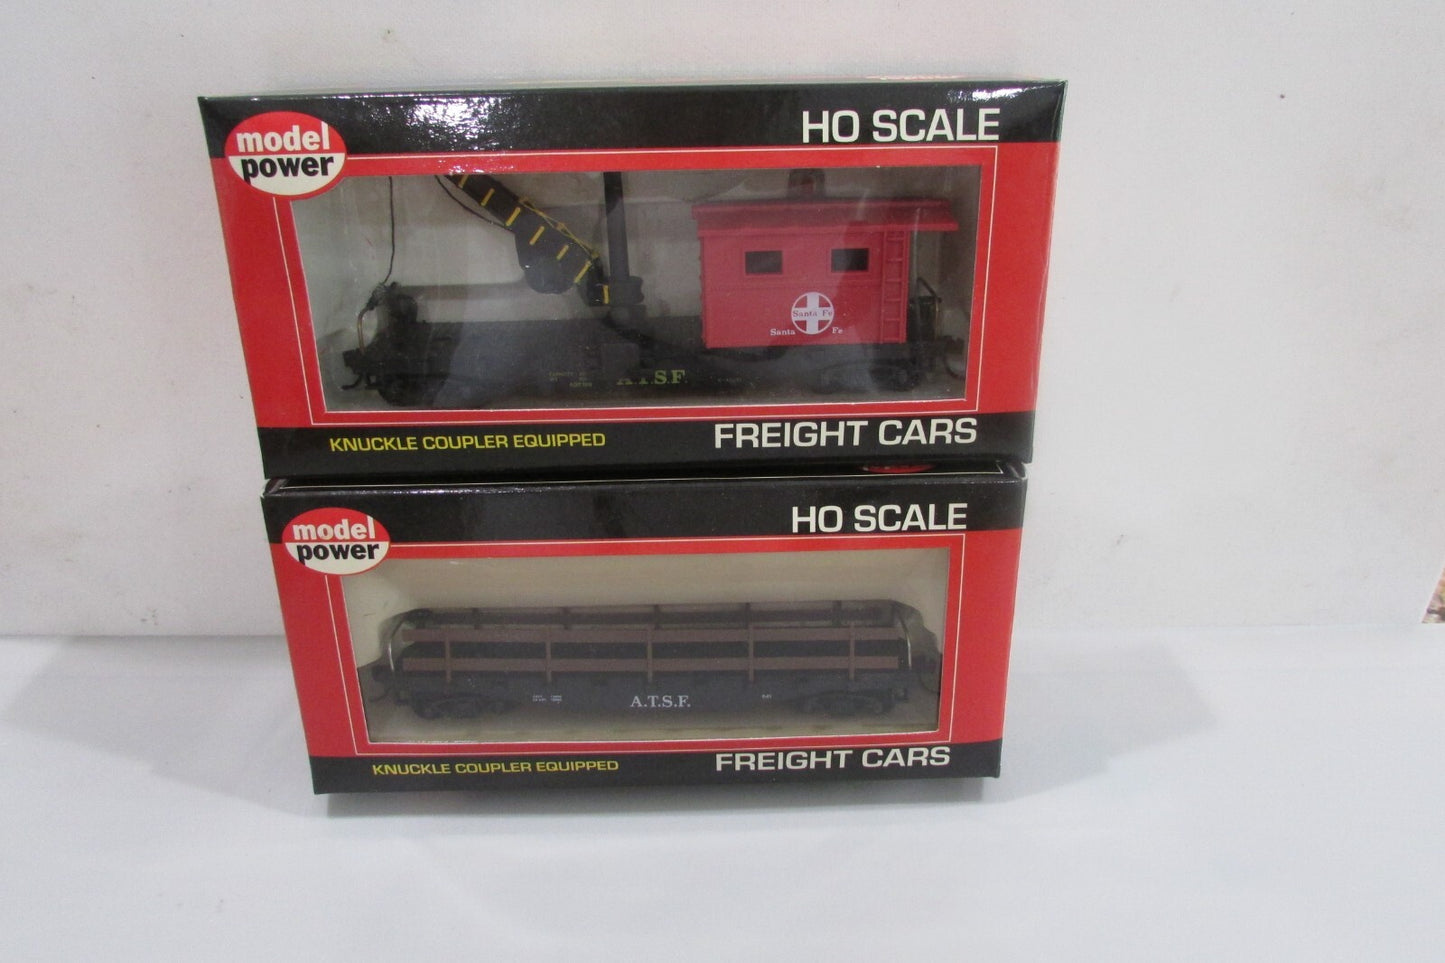 model
power
HO SCALE
Santa Fe
Santa Fe
A.T.S.F.
KNUCKLE COUPLER EQUIPPED
FREIGHT CARS
model
power
HO SCALE
A.T.S.F.
KNUCKLE COUPLER EQUIPPED
FREIGHT CARS